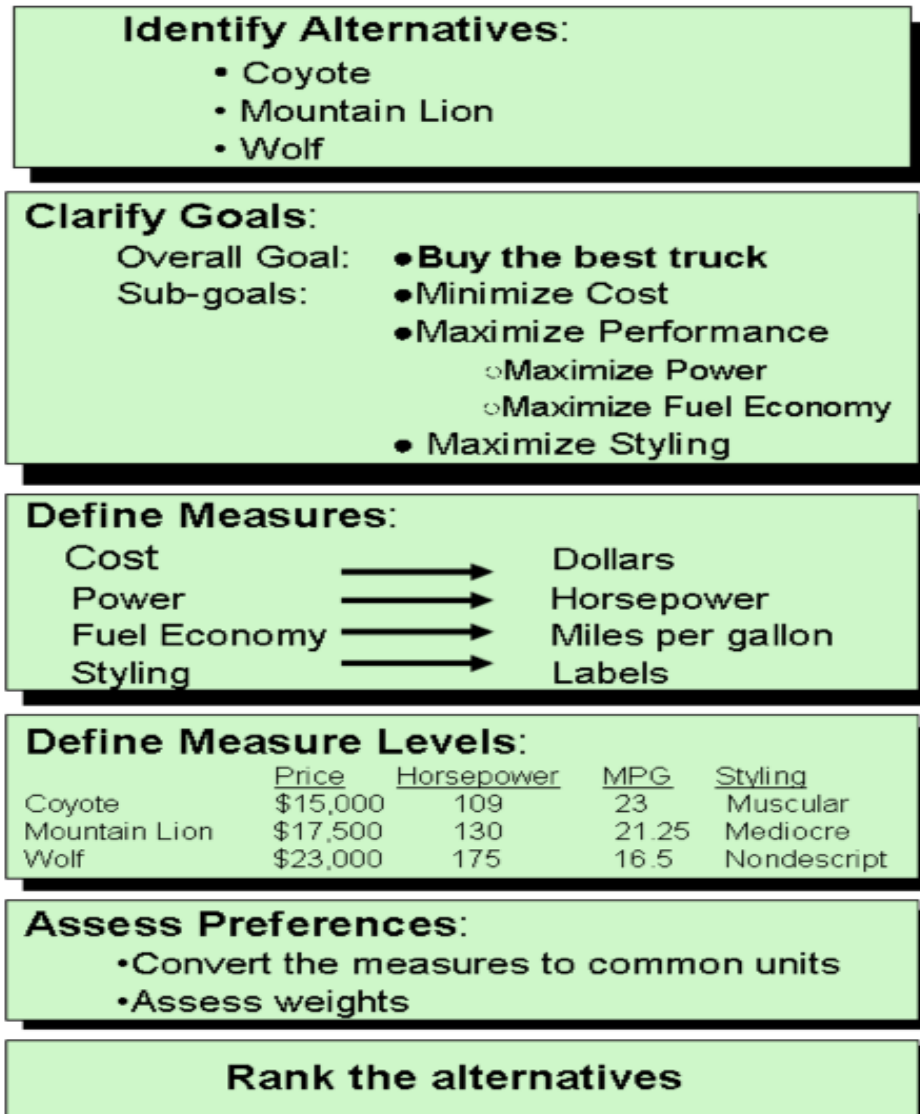 Identify Alternatives:
• Coyote
• Mountain Lion
• Wolf
Clarify Goals:
Overall Goal: ●Buy the best truck
Sub-goals: ●Minimize Cost
●Maximize Performance
○Maximize Power
○Maximize Fuel Economy
● Maximize Styling
Define Measures:
Cost Dollars
Power Horsepower
Fuel Economy Miles per gallon
Styling Labels
Define Measure Levels:
Price Horsepower MPG Styling
Coyote $15,000 109 23 Muscular
Mountain Lion $17,500 130 21.25 Mediocre
Wolf $23,000 175 16.5 Nondescript
Assess Preferences:
•Convert the measures to common units
•Assess weights
Rank the alternatives